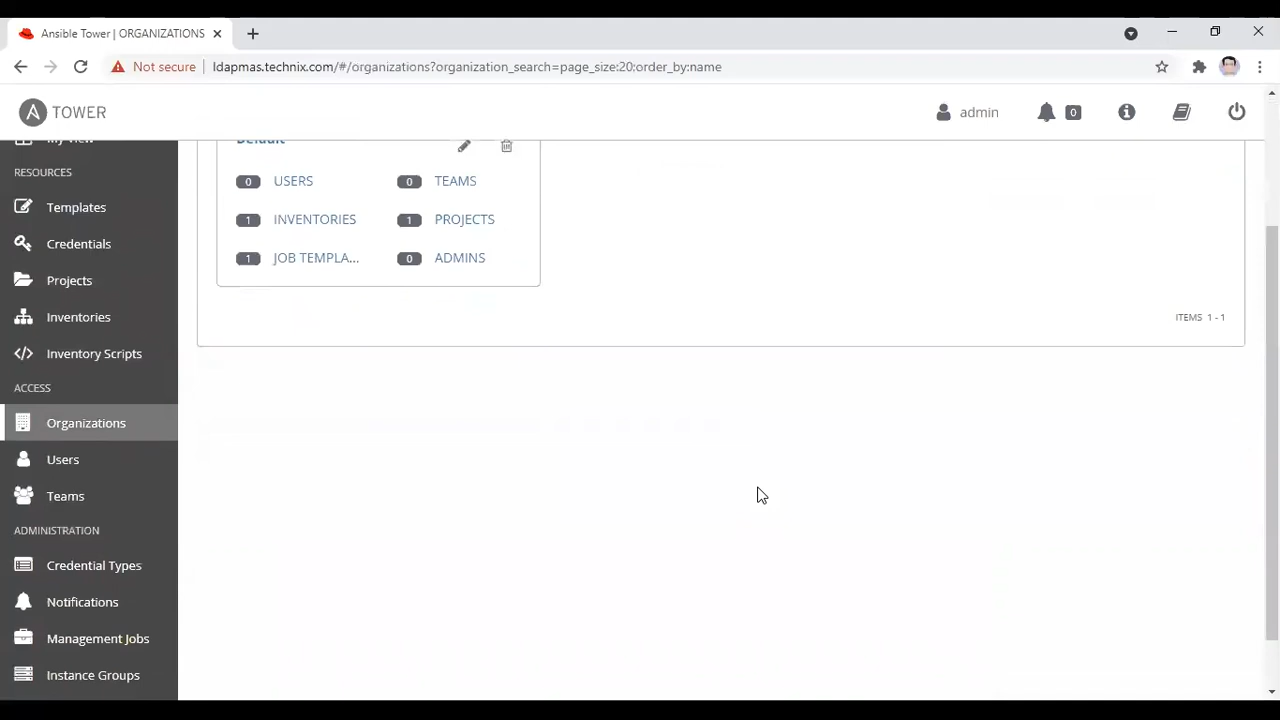 Ansible Tower | ORGANIZATIONS
Not secure ldapmas.technix.com/#/organizations?organization_search=page_size:20:order_by:name
TOWER
admin
0
My View
RESOURCES
Templates
Credentials
Projects
Inventories
Inventory Scripts
ACCESS
Organizations
Users
Teams
ADMINISTRATION
Credential Types
Notifications
Management Jobs
Instance Groups
Default
0 USERS 0 TEAMS
1 INVENTORIES 1 PROJECTS
1 JOB TEMPLA... 0 ADMINS
ITEMS 1 - 1